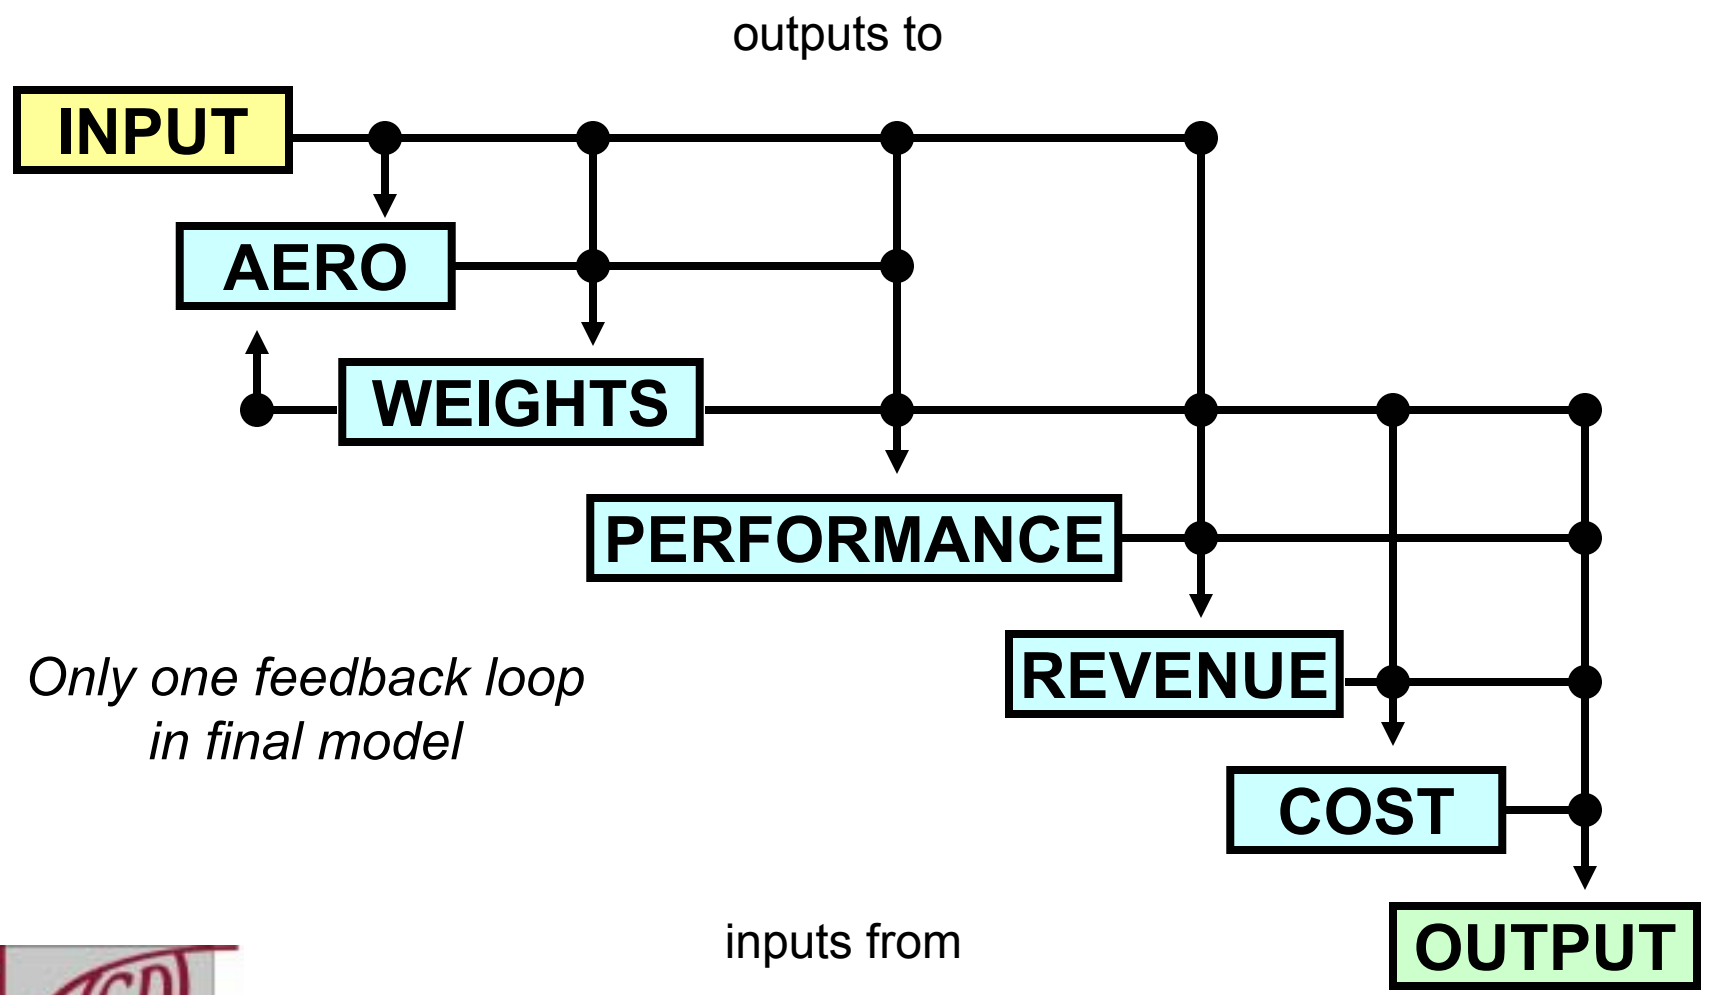 outputs to
INPUT
AERO
WEIGHTS
PERFORMANCE
Only one feedback loop
in final model
REVENUE
COST
inputs from
OUTPUT